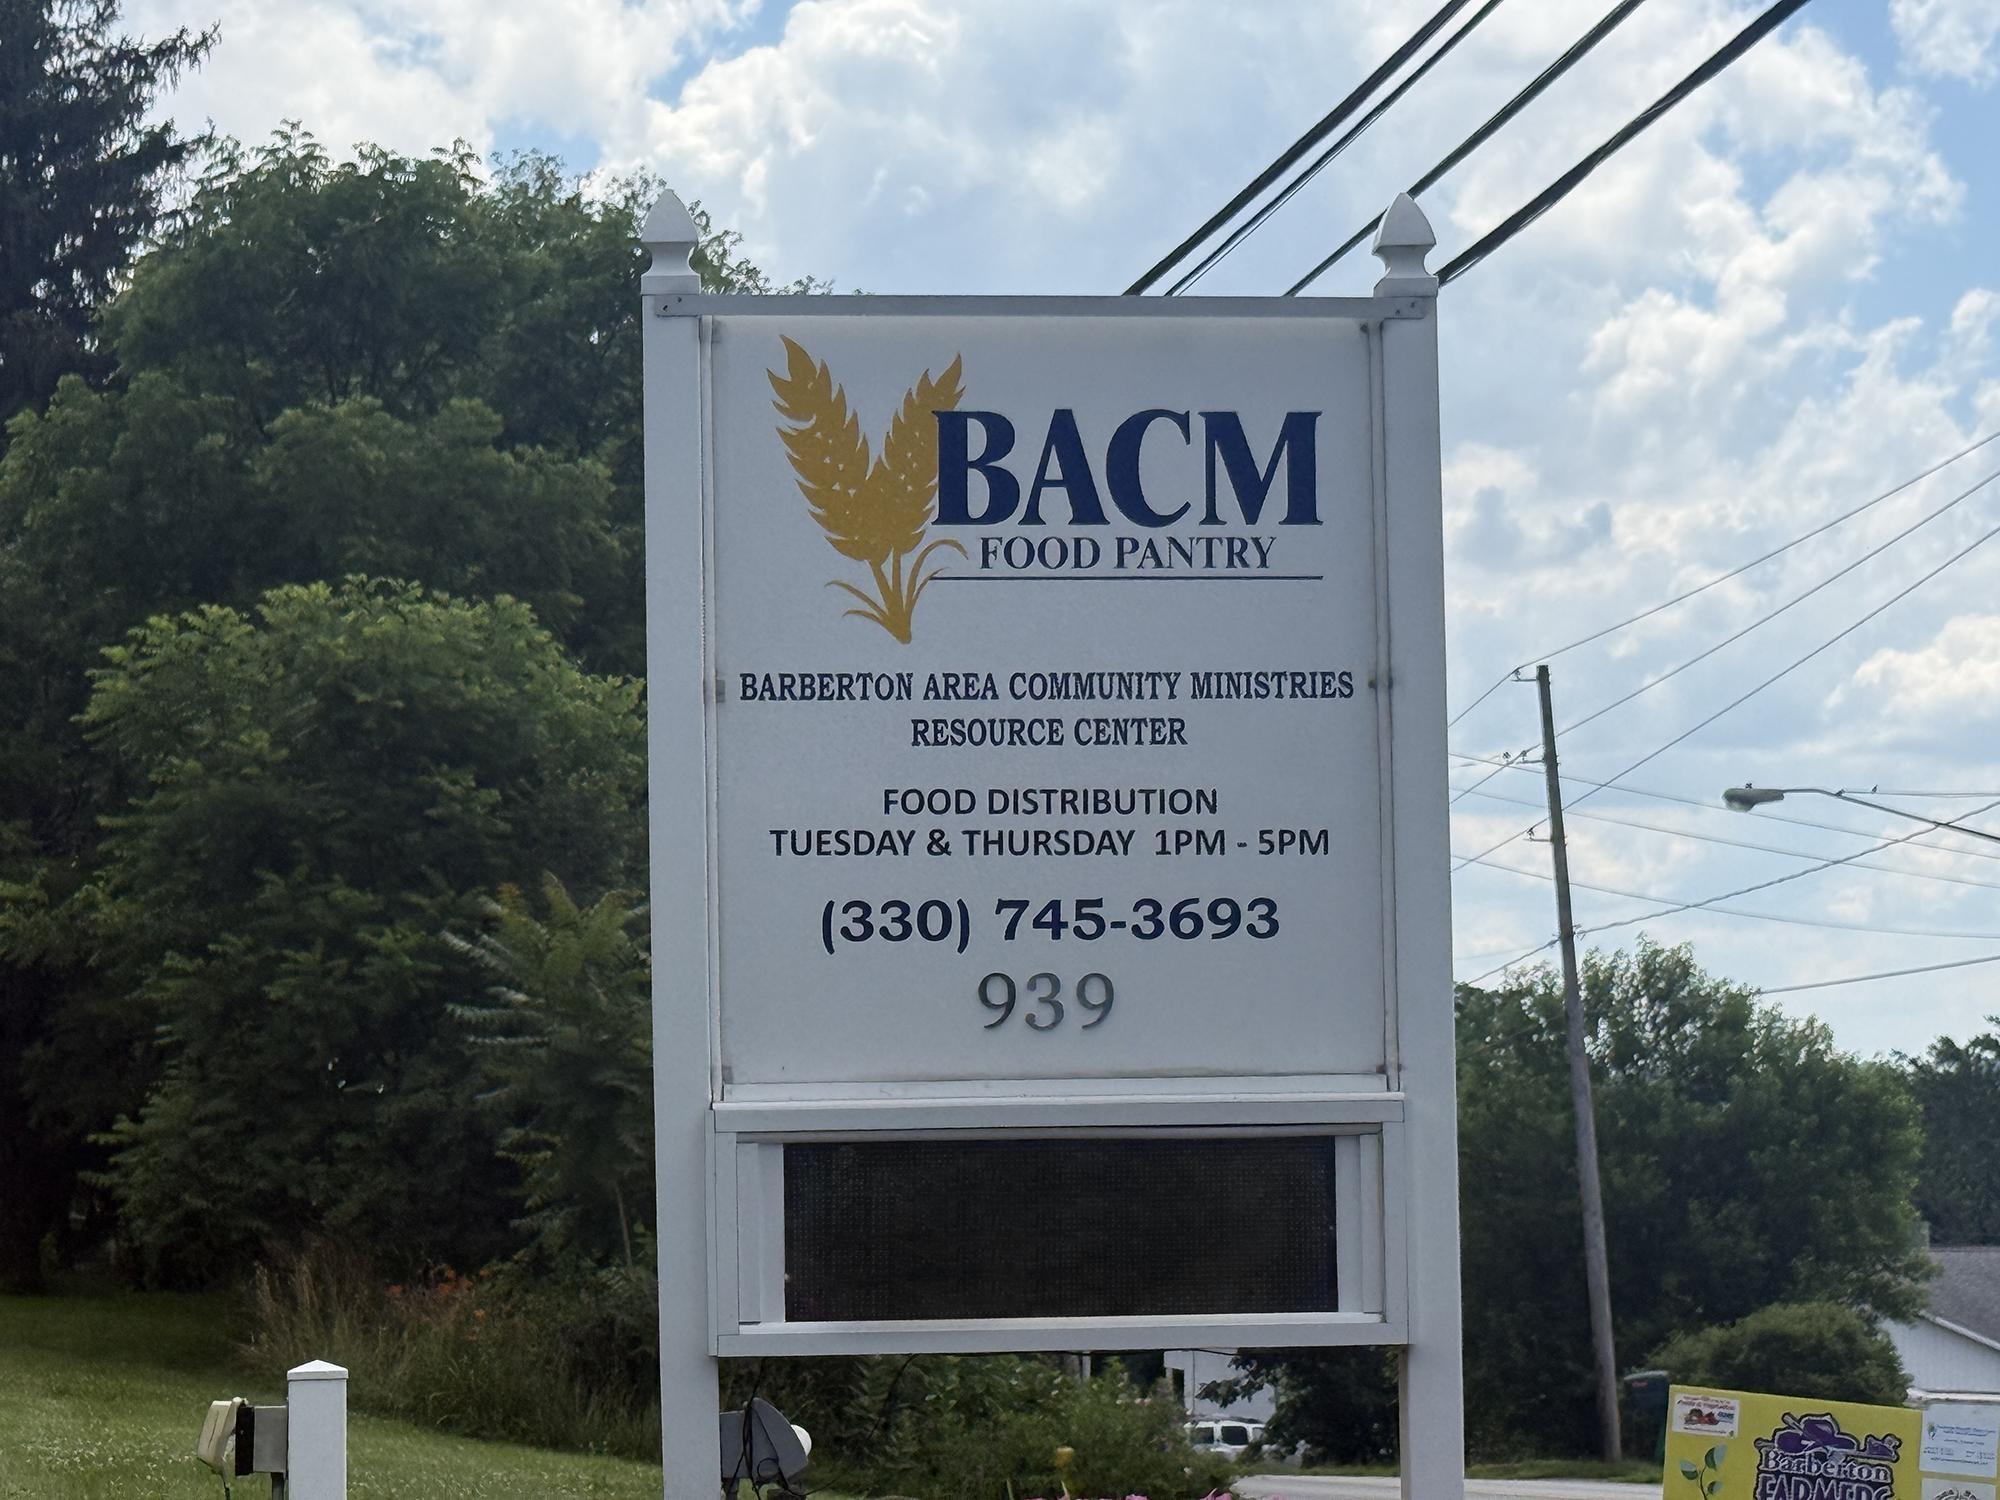 BACM
FOOD PANTRY
BARBERTON AREA COMMUNITY MINISTRIES
RESOURCE CENTER
FOOD DISTRIBUTION
TUESDAY & THURSDAY 1PM - 5PM
(330) 745-3693
939
Barberton
FARMERS